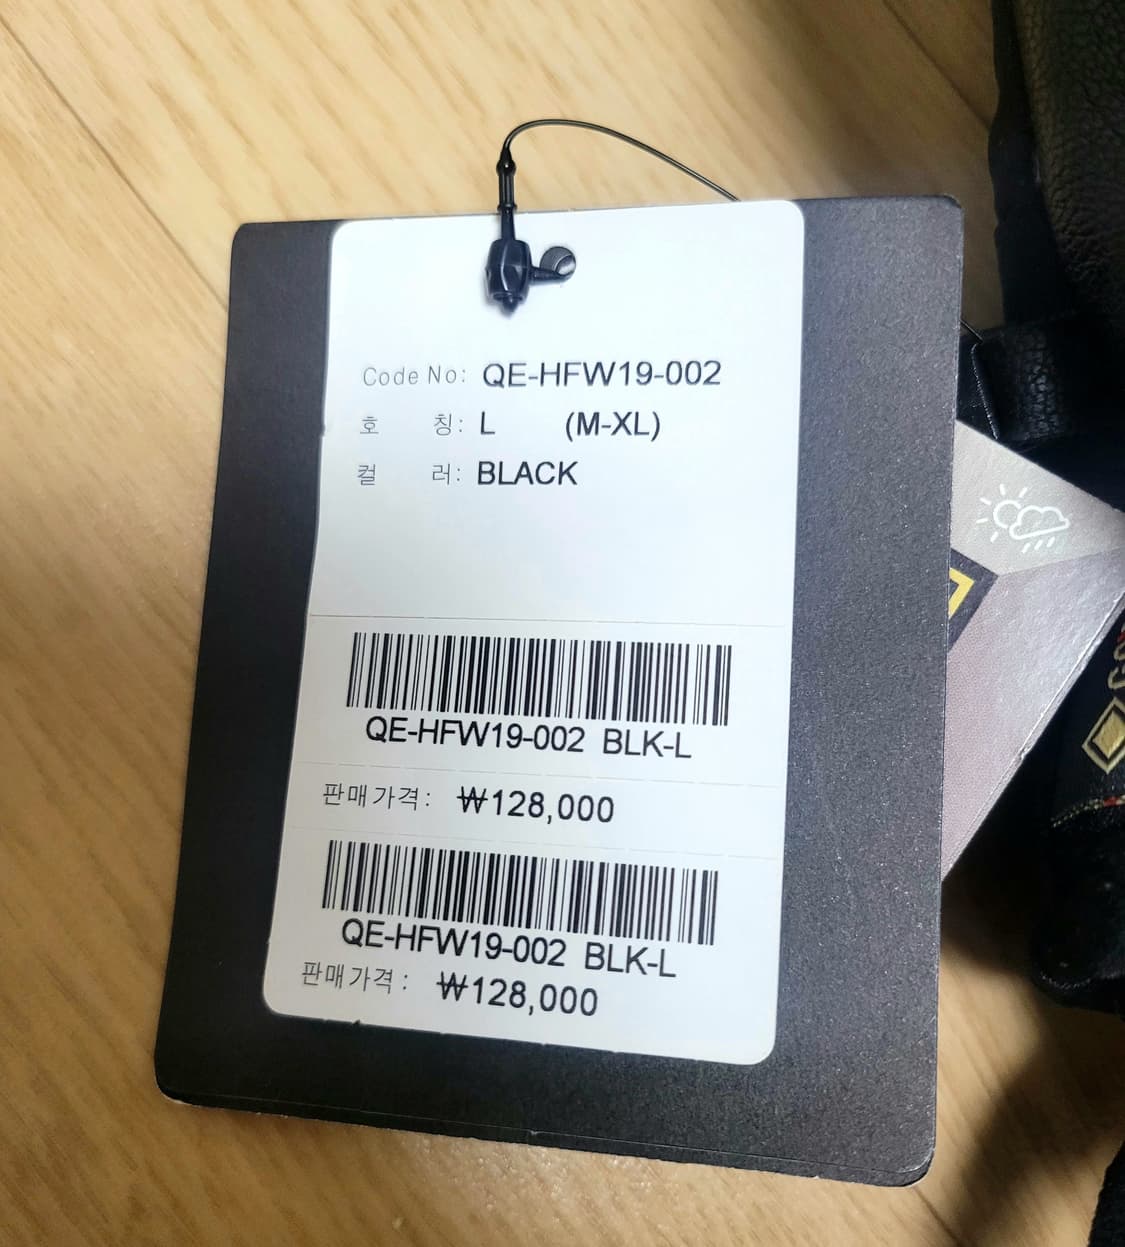 Code No: QE-HFW19-002
호 칭: L (M-XL)
컬 러: BLACK
QE-HFW19-002 BLK-L
판매가격: ₩128,000
QE-HFW19-002 BLK-L
판매가격: ₩128,000